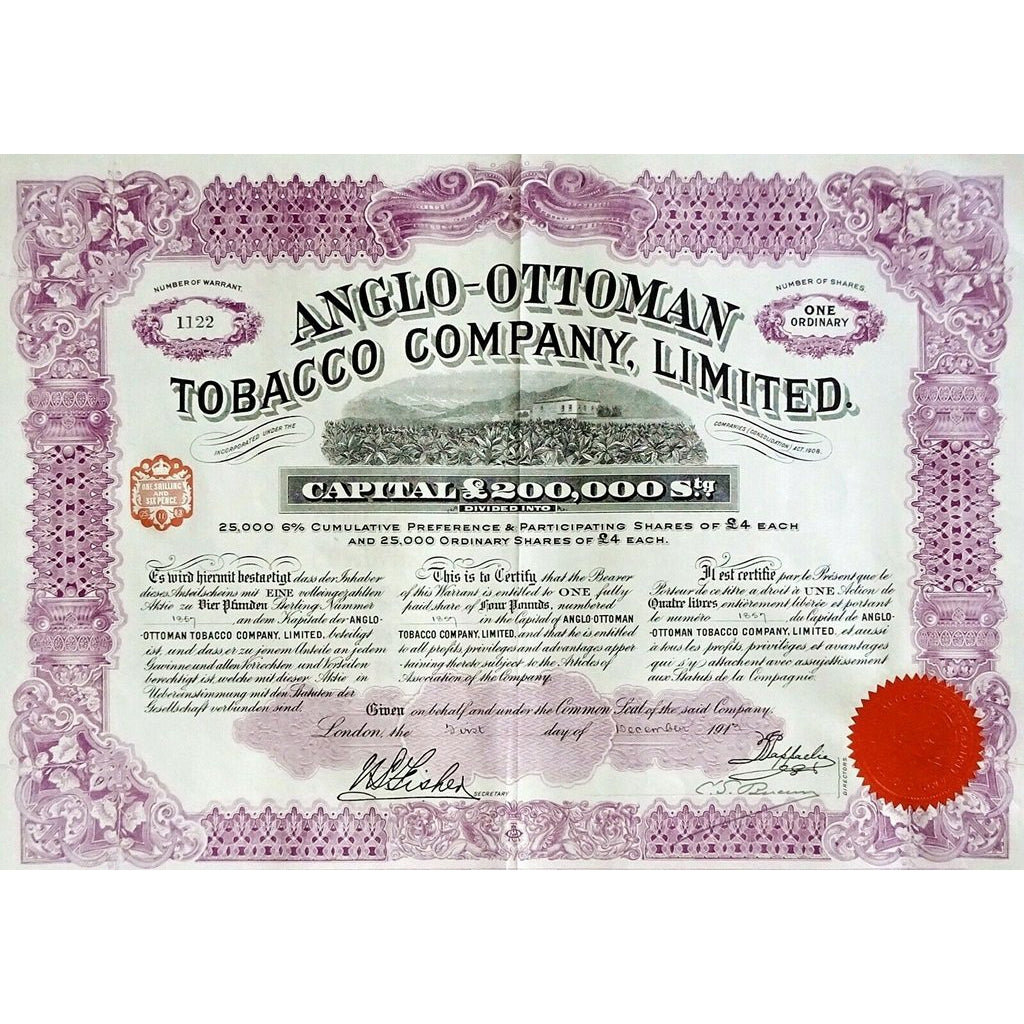 NUMBER OF WARRANT.
1122
NUMBER OF SHARES.
ONE
ORDINARY
ANGLO-OTTOMAN
TOBACCO COMPANY, LIMITED.
INCORPORATED UNDER THE
COMPANIES (CONSOLIDATION) ACT, 1908.
ONE SHILLING
AND
SIX PENCE
CAPITAL £200,000 Stg
DIVIDED INTO
25,000 6% CUMULATIVE PREFERENCE & PARTICIPATING SHARES OF £4 EACH
AND 25,000 ORDINARY SHARES OF £4 EACH.
Es wird hiermit bestaetigt dass der Inhaber
dieses Anteilscheins mit EINE volleingezahlten
Aktie zu Vier Pfunden Sterling Nummer
1857 an dem Kapitale der ANGLO-
OTTOMAN TOBACCO COMPANY, LIMITED, beteiligt
ist, und dass er zu jenem Anteile an jedem
Gewinne und allen Vorrechten und Vorteilen
berechtigt ist, welche mit dieser Aktie in
Uebereinstimmung mit den Statuten der
Gesellschaft verbunden sind.
This is to Certify that the Bearer
of this Warrant is entitled to ONE fully
paid share of Four Pounds, numbered
1857 in the Capital of ANGLO-OTTOMAN
TOBACCO COMPANY, LIMITED, and that he is entitled
to all profits, privileges and advantages apper-
taining thereto subject to the Articles of
Association of the Company.
Il est certifié par le Présent que le
Porteur de ce titre a droit à UNE Action de
Quatre livres entièrement libérée et portant
le numéro 1857 du Capital de ANGLO-
OTTOMAN TOBACCO COMPANY, LIMITED, et aussi
à tous les profits, privilèges, et avantages
qui s'y attachent avec assujettissement
aux Statuts de la Compagnie.
Given on behalf and under the Common Seal of the said Company.
London, the First day of December 1913
W S Fisher
SECRETARY
DIRECTORS.